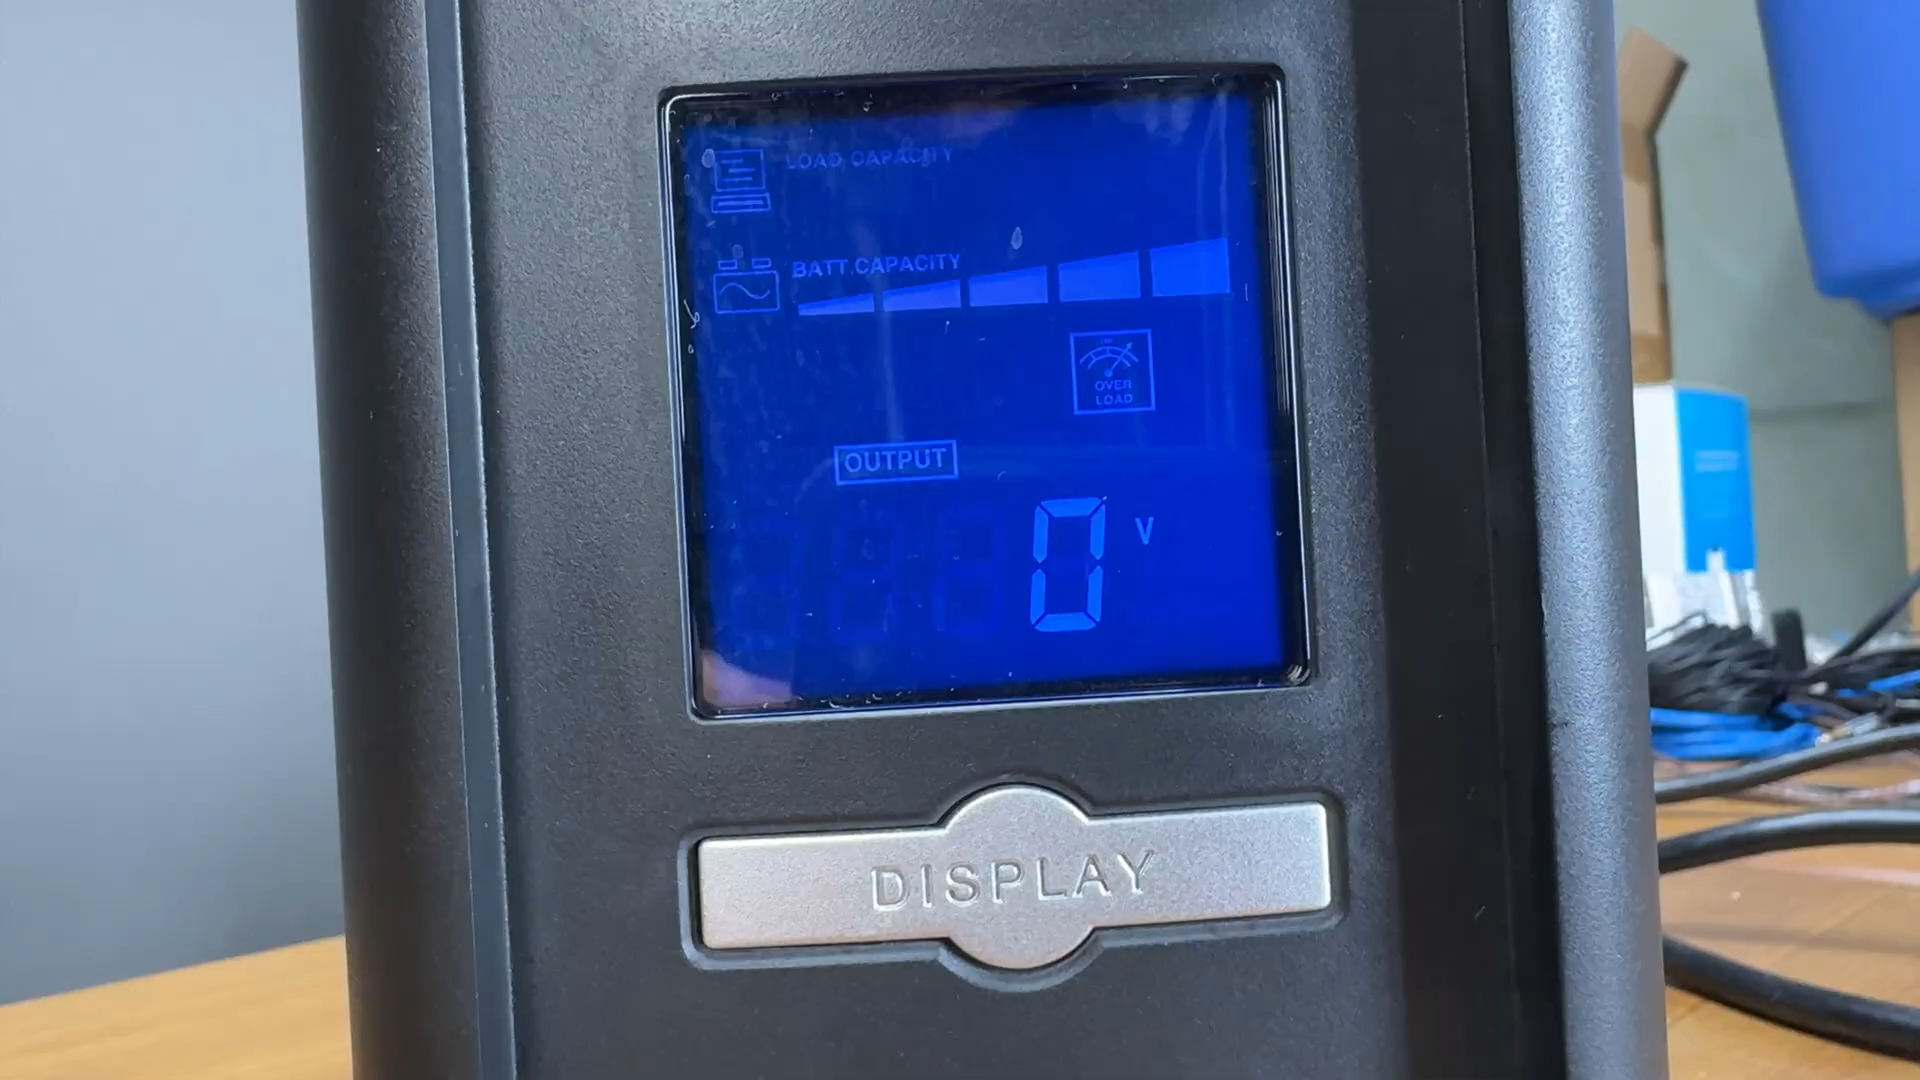 LOAD CAPACITY
BATT.CAPACITY
OVER
LOAD
OUTPUT
0 V
DISPLAY